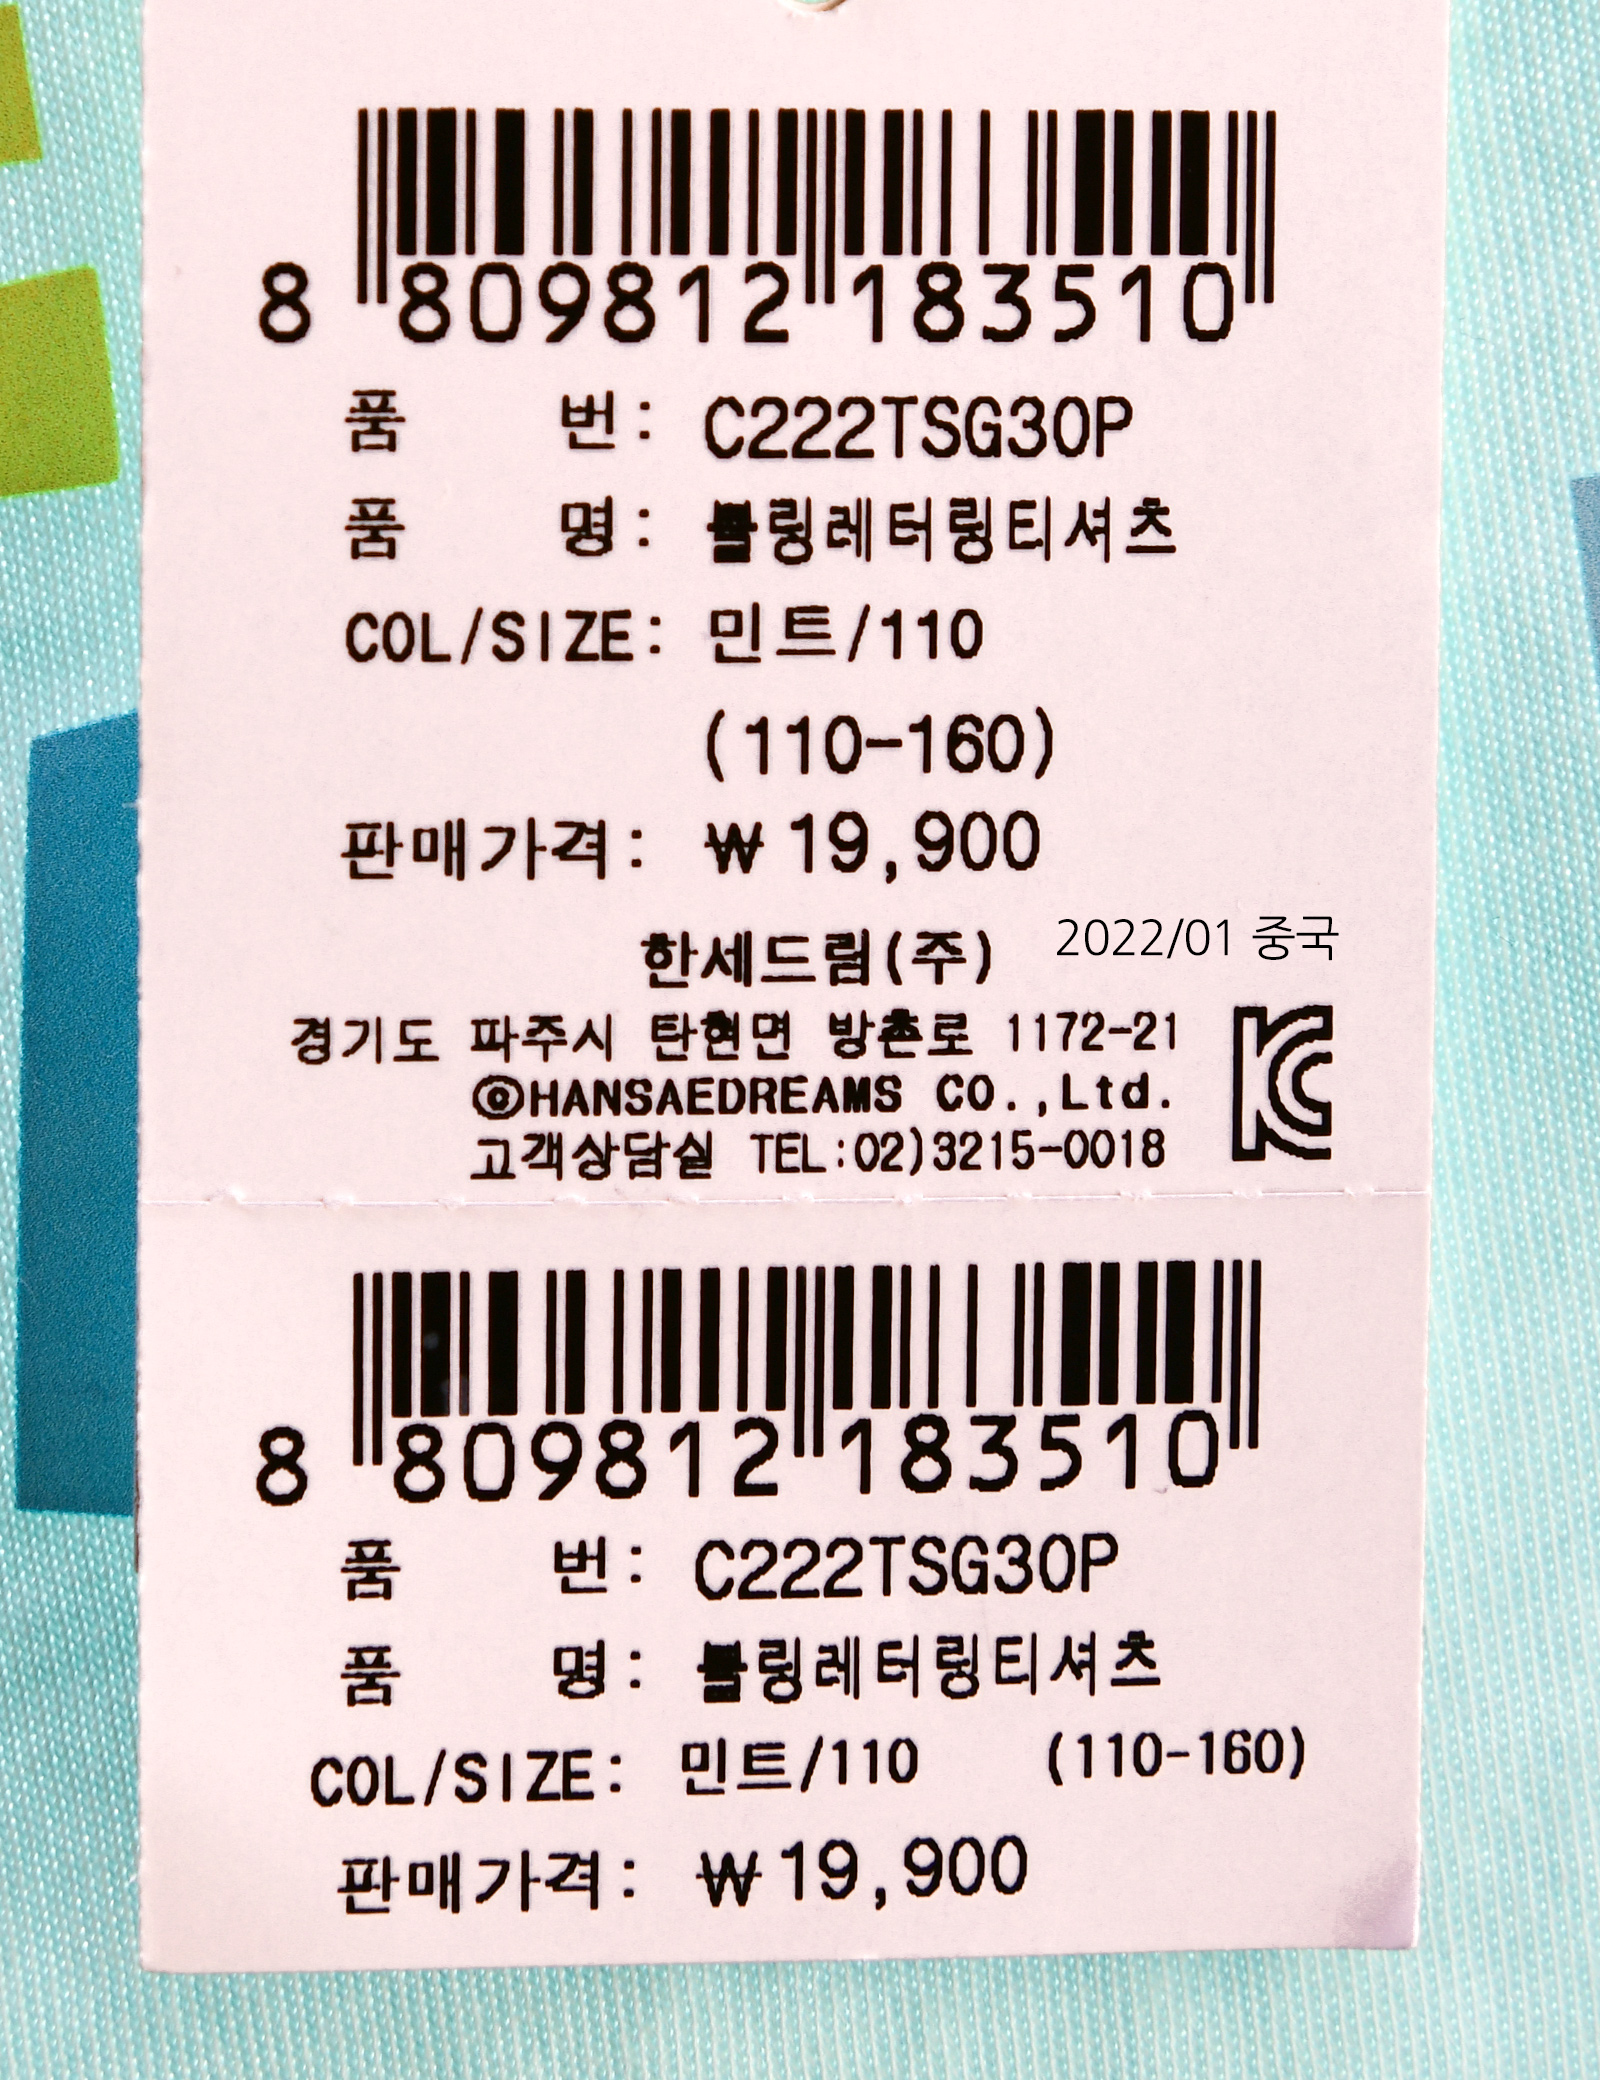 8 809812 183510
품 번: C222TSG30P
품 명: 볼륑레터링티셔츠
COL/SIZE: 민트/110
(110-160)
판매가격: ₩19,900
한세드림(주) 2022/01 중국
경기도 파주시 탄현면 방촌로 1172-21
©HANSAEDREAMS CO.,Ltd.
고객상담실 TEL:02)3215-0018
8 809812 183510
품 번: C222TSG30P
품 명: 볼륑레터링티셔츠
COL/SIZE: 민트/110 (110-160)
판매가격: ₩19,900